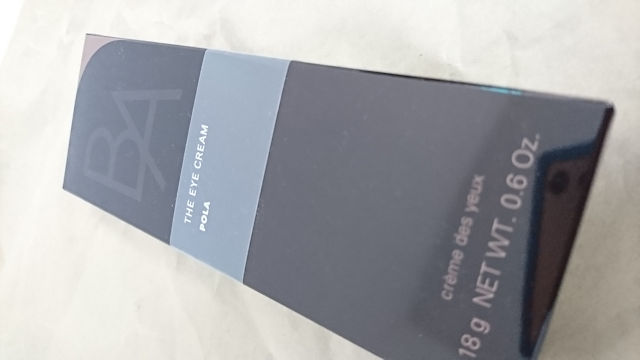 BA
THE EYE CREAM
POLA
crème des yeux
18 g NET WT. 0.6 Oz.